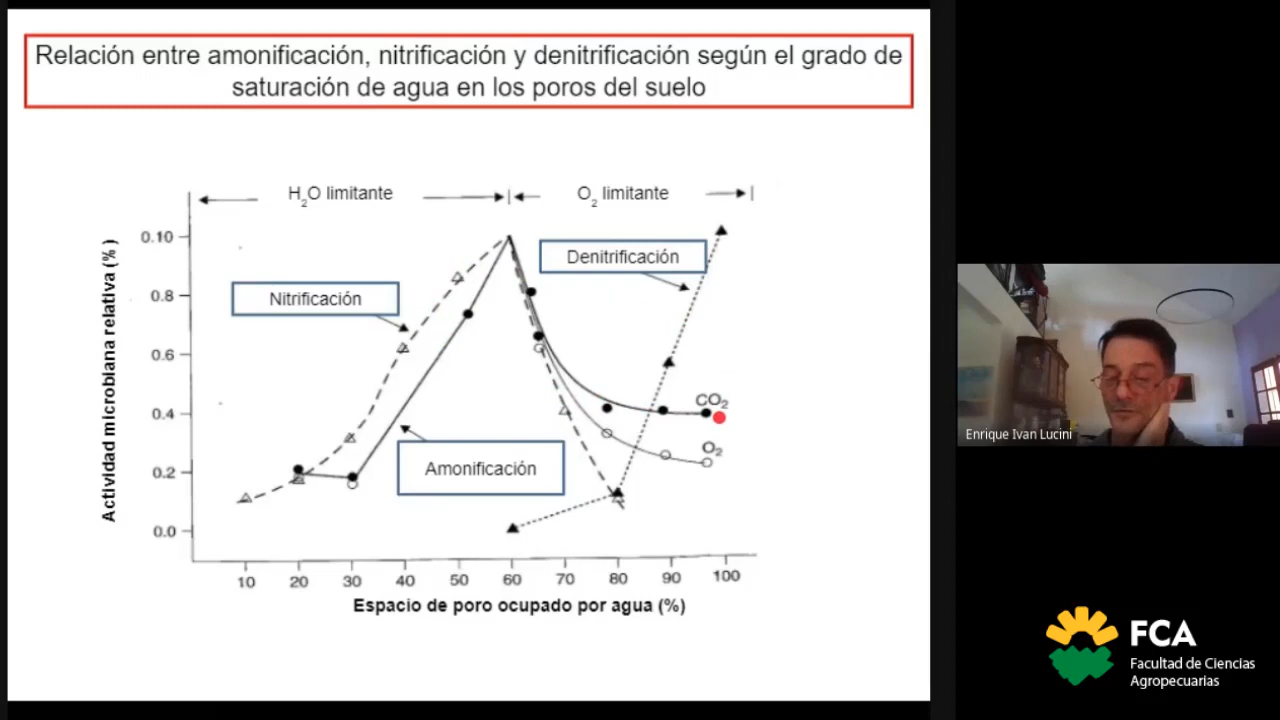 Relación entre amonificación, nitrificación y denitrificación según el grado de
saturación de agua en los poros del suelo
H₂O limitante
O₂ limitante
Actividad microbiana relativa (%)
0.10
0.8
0.6
0.4
0.2
0.0
Denitrificación
Nitrificación
Amonificación
CO₂
O₂
10 20 30 40 50 60 70 80 90 100
Espacio de poro ocupado por agua (%)
Enrique Ivan Lucini
FCA
Facultad de Ciencias
Agropecuarias